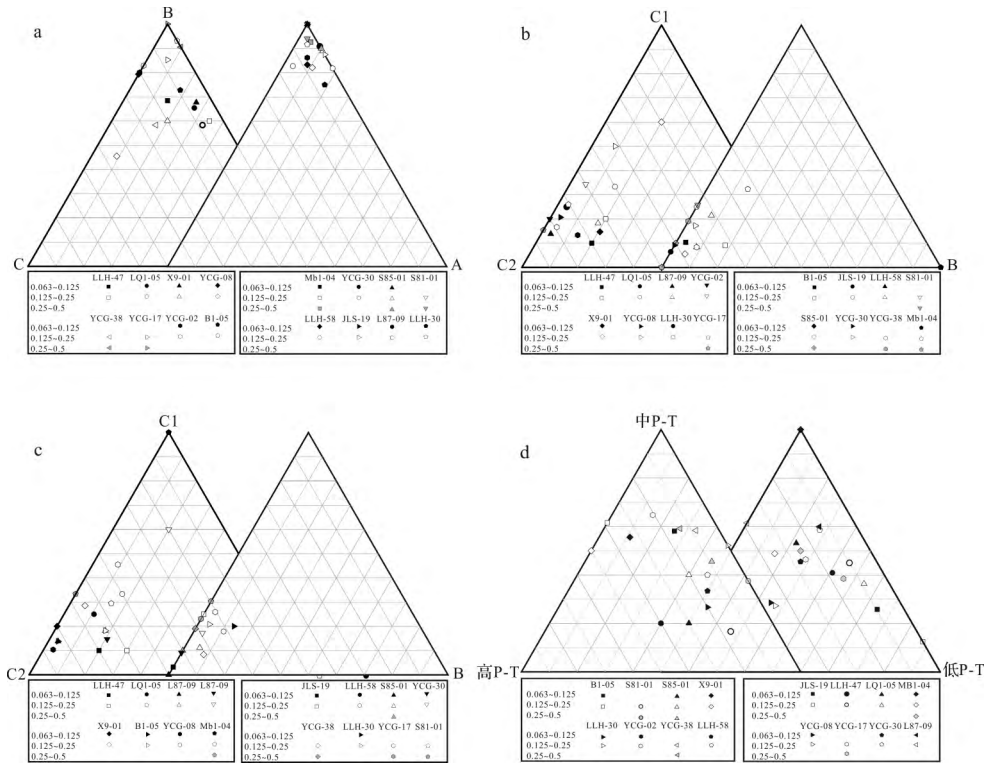 a
B
C
A
LLH-47 LQ1-05 X9-01 YCG-08
0.063~0.125
0.125~0.25
0.25~0.5
YCG-38 YCG-17 YCG-02 B1-05
0.063~0.125
0.125~0.25
0.25~0.5
Mb1-04 YCG-30 S85-01 S81-01
0.063~0.125
0.125~0.25
0.25~0.5
LLH-58 JLS-19 L87-09 LLH-30
0.063~0.125
0.125~0.25
0.25~0.5
b
C1
C2
B
LLH-47 LQ1-05 L87-09 YCG-02
0.063~0.125
0.125~0.25
0.25~0.5
X9-01 YCG-08 LLH-30 YCG-17
0.063~0.125
0.125~0.25
0.25~0.5
B1-05 JLS-19 LLH-58 S81-01
0.063~0.125
0.125~0.25
0.25~0.5
S85-01 YCG-30 YCG-38 Mb1-04
0.063~0.125
0.125~0.25
0.25~0.5
c
C1
C2
B
LLH-47 LQ1-05 L87-09 L87-09
0.063~0.125
0.125~0.25
0.25~0.5
X9-01 B1-05 YCG-08 Mb1-04
0.063~0.125
0.125~0.25
0.25~0.5
JLS-19 LLH-58 S85-01 YCG-30
0.063~0.125
0.125~0.25
0.25~0.5
YCG-38 LLH-30 YCG-17 S81-01
0.063~0.125
0.125~0.25
0.25~0.5
d
中P-T
高P-T
低P-T
B1-05 S81-01 S85-01 X9-01
0.063~0.125
0.125~0.25
0.25~0.5
LLH-30 YCG-02 YCG-38 LLH-58
0.063~0.125
0.125~0.25
0.25~0.5
JLS-19 LLH-47 LQ1-05 MB1-04
0.063~0.125
0.125~0.25
0.25~0.5
YCG-08 YCG-17 YCG-30 L87-09
0.063~0.125
0.125~0.25
0.25~0.5